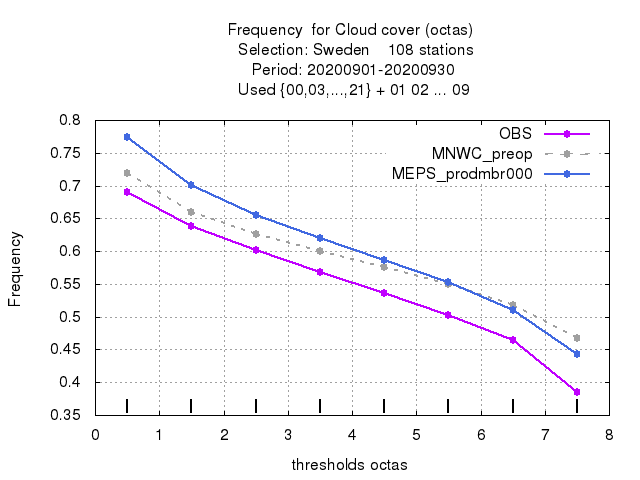 Frequency  for Cloud cover (octas)
Selection: Sweden    108 stations
Period: 20200901-20200930
Used {00,03,...,21} + 01 02 ... 09
OBS
MNWC_preop
MEPS_prodmbr000
Frequency
0.8
0.75
0.7
0.65
0.6
0.55
0.5
0.45
0.4
0.35
0 1 2 3 4 5 6 7 8
thresholds octas